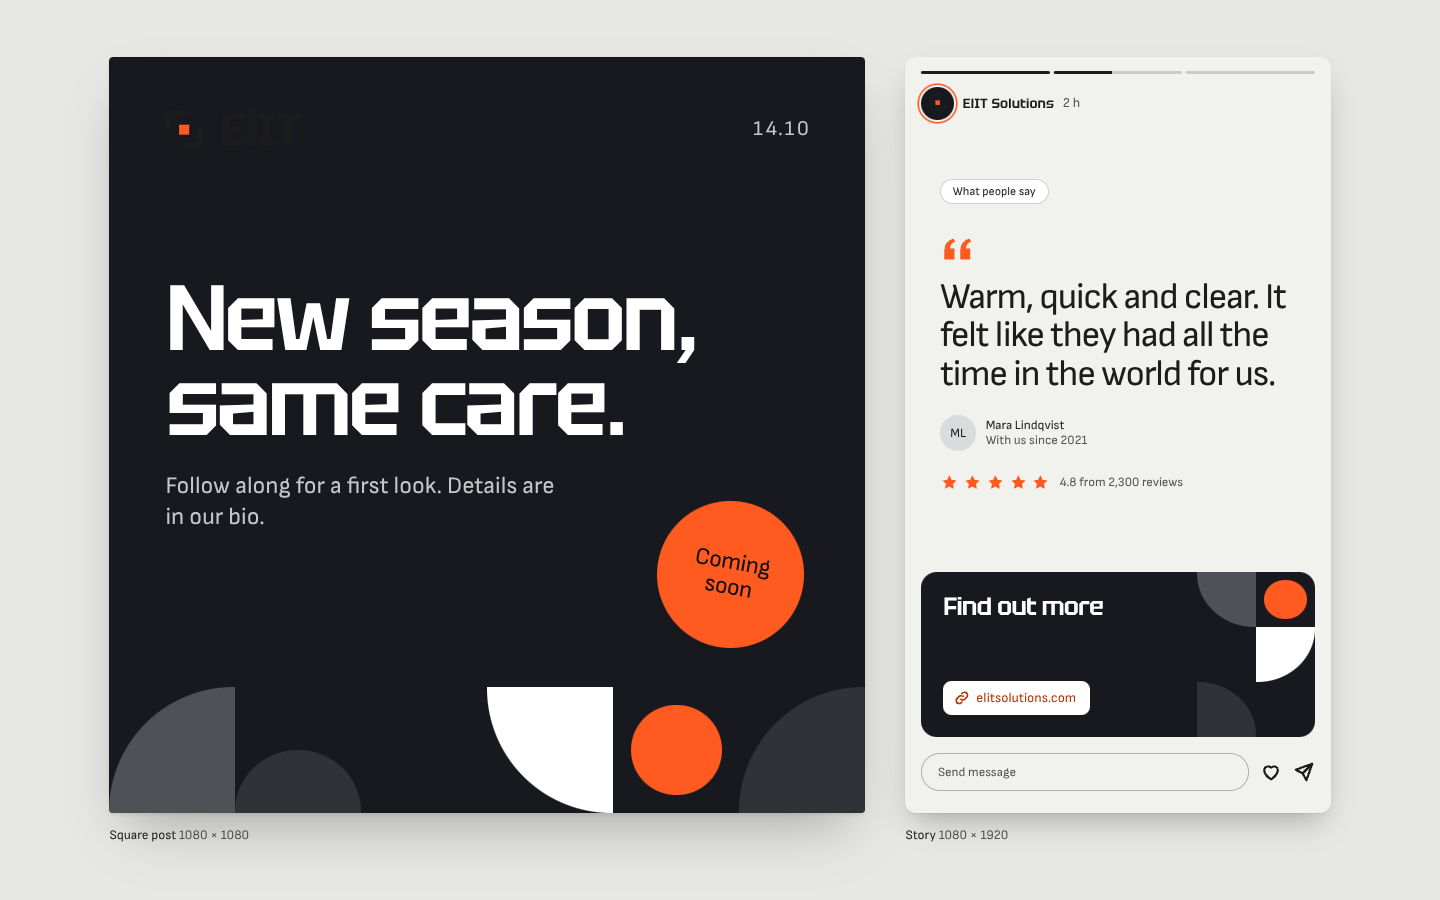 ElIT
14.10
New season,
same care.
Follow along for a first look. Details are
in our bio.
Coming
soon
Square post 1080 × 1080
ElIT Solutions 2 h
What people say
“
Warm, quick and clear. It
felt like they had all the
time in the world for us.
ML
Mara Lindqvist
With us since 2021
4.8 from 2,300 reviews
Find out more
elitsolutions.com
Send message
Story 1080 × 1920